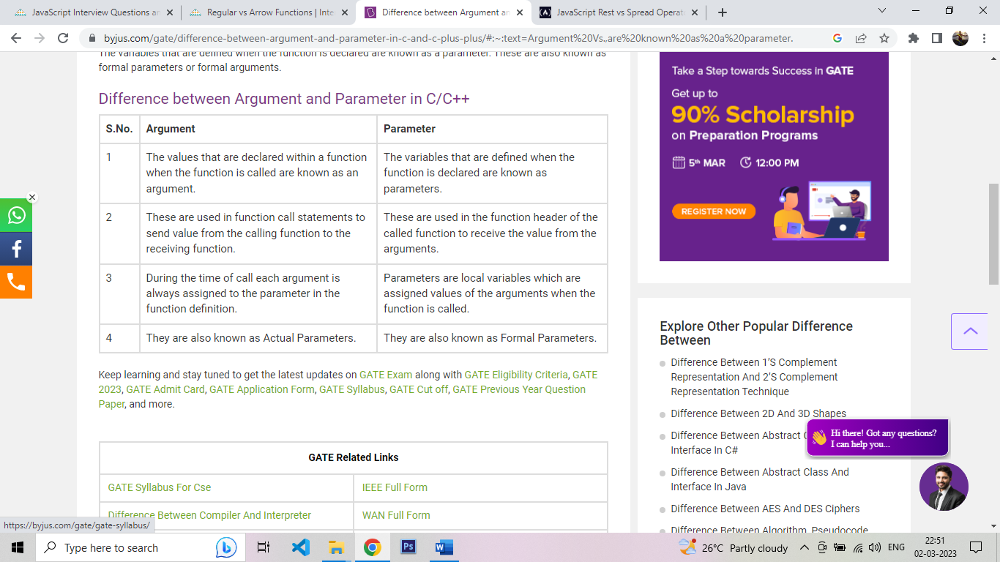 JavaScript Interview Questions an
Regular vs Arrow Functions | Inte
Difference between Argument an
JavaScript Rest vs Spread Operato
byjus.com/gate/difference-between-argument-and-parameter-in-c-and-c-plus-plus/#:~:text=Argument%20Vs.,are%20known%20as%20a%20parameter.
The variables that are defined when the function is declared are known as a parameter. These are also known as
formal parameters or formal arguments.
Difference between Argument and Parameter in C/C++
S.No. Argument Parameter
1 The values that are declared within a function The variables that are defined when the
when the function is called are known as an function is declared are known as
argument. parameters.
2 These are used in function call statements to These are used in the function header of the
send value from the calling function to the called function to receive the value from the
receiving function. arguments.
3 During the time of call each argument is Parameters are local variables which are
always assigned to the parameter in the assigned values of the arguments when the
function definition. function is called.
4 They are also known as Actual Parameters. They are also known as Formal Parameters.
Keep learning and stay tuned to get the latest updates on GATE Exam along with GATE Eligibility Criteria, GATE
2023, GATE Admit Card, GATE Application Form, GATE Syllabus, GATE Cut off, GATE Previous Year Question
Paper, and more.
GATE Related Links
GATE Syllabus For Cse IEEE Full Form
Difference Between Compiler And Interpreter WAN Full Form
https://byjus.com/gate/gate-syllabus/
Take a Step towards Success in GATE
Get up to
90% Scholarship
on Preparation Programs
5th MAR 12:00 PM
REGISTER NOW
Explore Other Popular Difference
Between
Difference Between 1'S Complement
Representation And 2'S Complement
Representation Technique
Difference Between 2D And 3D Shapes
Difference Between Abstract
Interface In C#
Difference Between Abstract Class And
Interface In Java
Difference Between AES And DES Ciphers
Difference Between Algorithm, Pseudocode
Hi there! Got any questions?
I can help you...
Type here to search
Ps
26°C Partly cloudy
ENG
22:51
02-03-2023